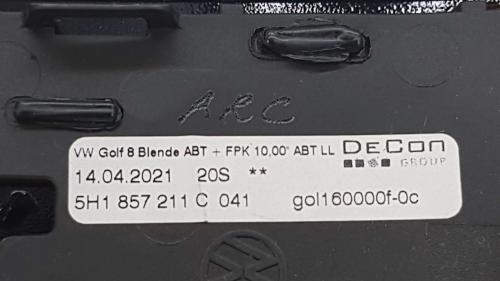 ARC
VW Golf 8 Blende ABT + FPK 10,00" ABT LL DeCon
GROUP
14.04.2021 20S **
5H1 857 211 C 041 gol160000f-0c